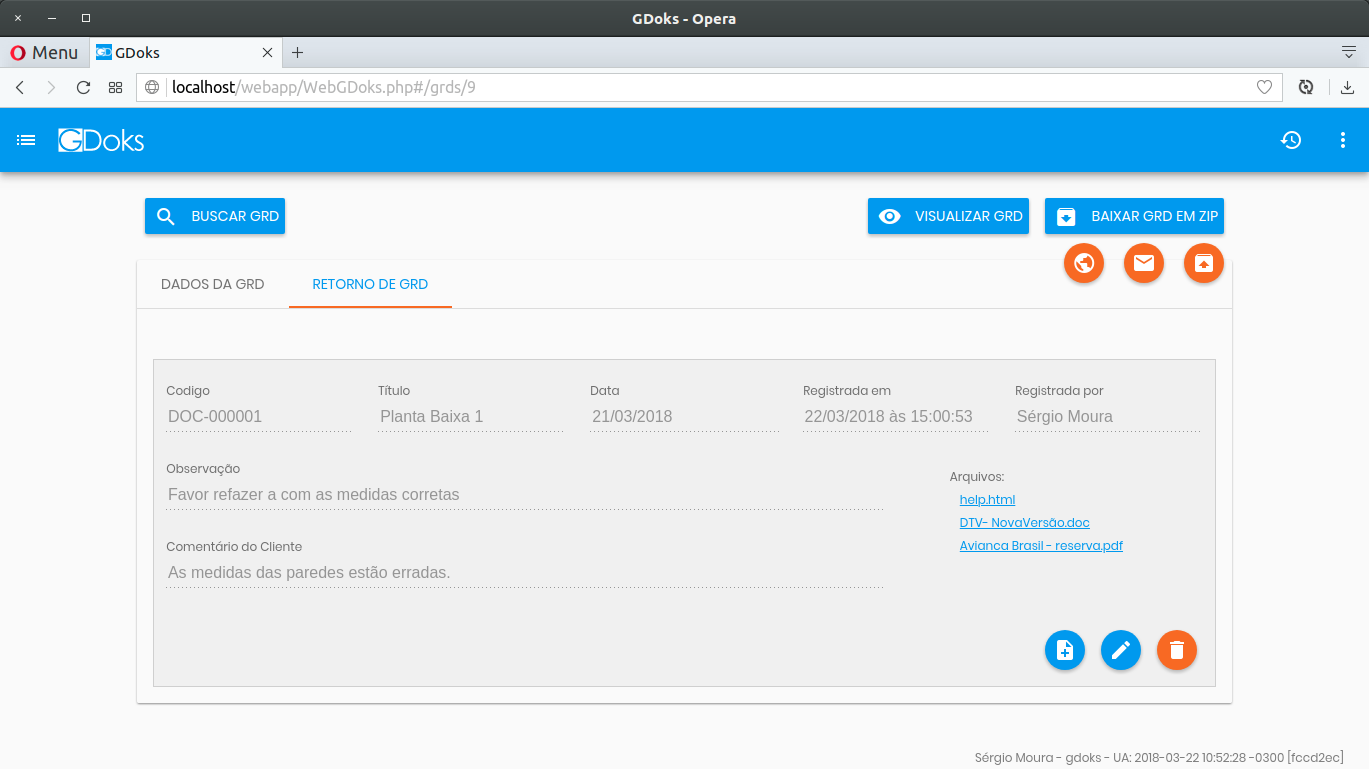 GDoks - Opera
Menu
GDoks
localhost/webapp/WebGDoks.php#/grds/9
GDoks
BUSCAR GRD
VISUALIZAR GRD
BAIXAR GRD EM ZIP
DADOS DA GRD
RETORNO DE GRD
Codigo
Título
Data
Registrada em
Registrada por
DOC-000001
Planta Baixa 1
21/03/2018
22/03/2018 às 15:00:53
Sérgio Moura
Observação
Favor refazer a com as medidas corretas
Comentário do Cliente
As medidas das paredes estão erradas.
Arquivos:
help.html
DTV- NovaVersão.doc
Avianca Brasil - reserva.pdf
Sérgio Moura - gdoks - UA: 2018-03-22 10:52:28 -0300 [fccd2ec]